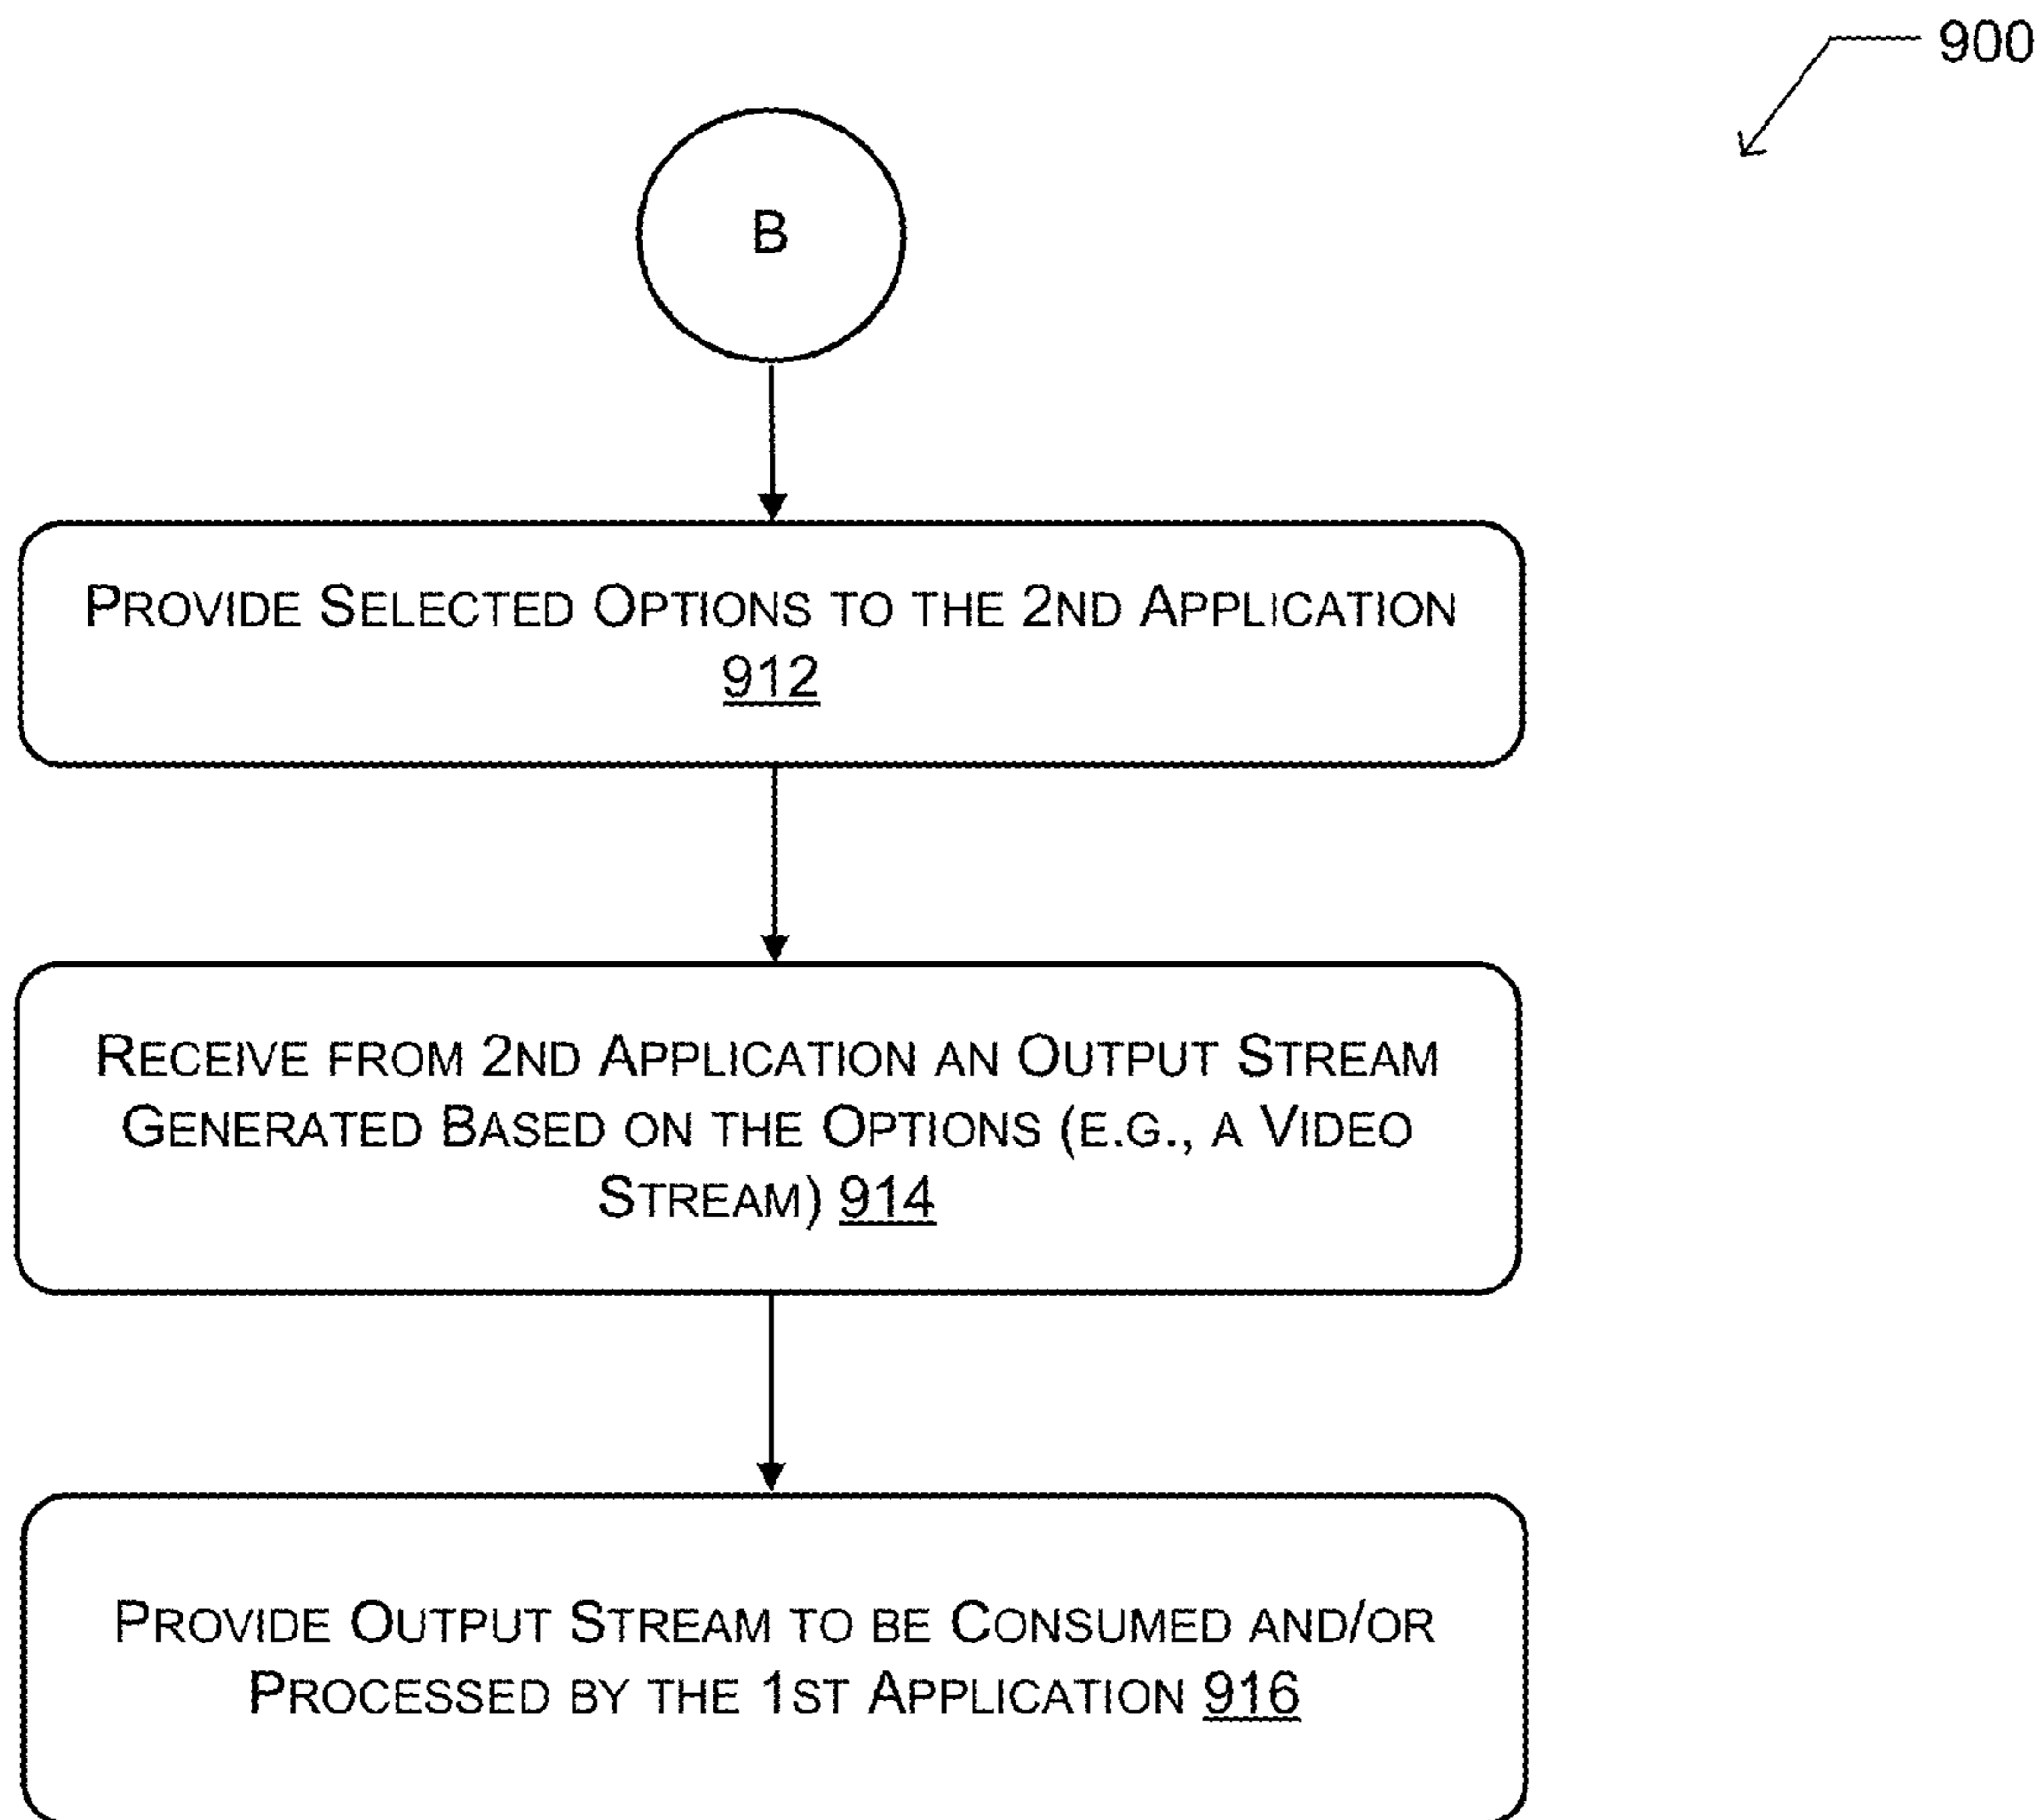 900
B
PROVIDE SELECTED OPTIONS TO THE 2ND APPLICATION
912
RECEIVE FROM 2ND APPLICATION AN OUTPUT STREAM
GENERATED BASED ON THE OPTIONS (E.G., A VIDEO
STREAM) 914
PROVIDE OUTPUT STREAM TO BE CONSUMED AND/OR
PROCESSED BY THE 1ST APPLICATION 916